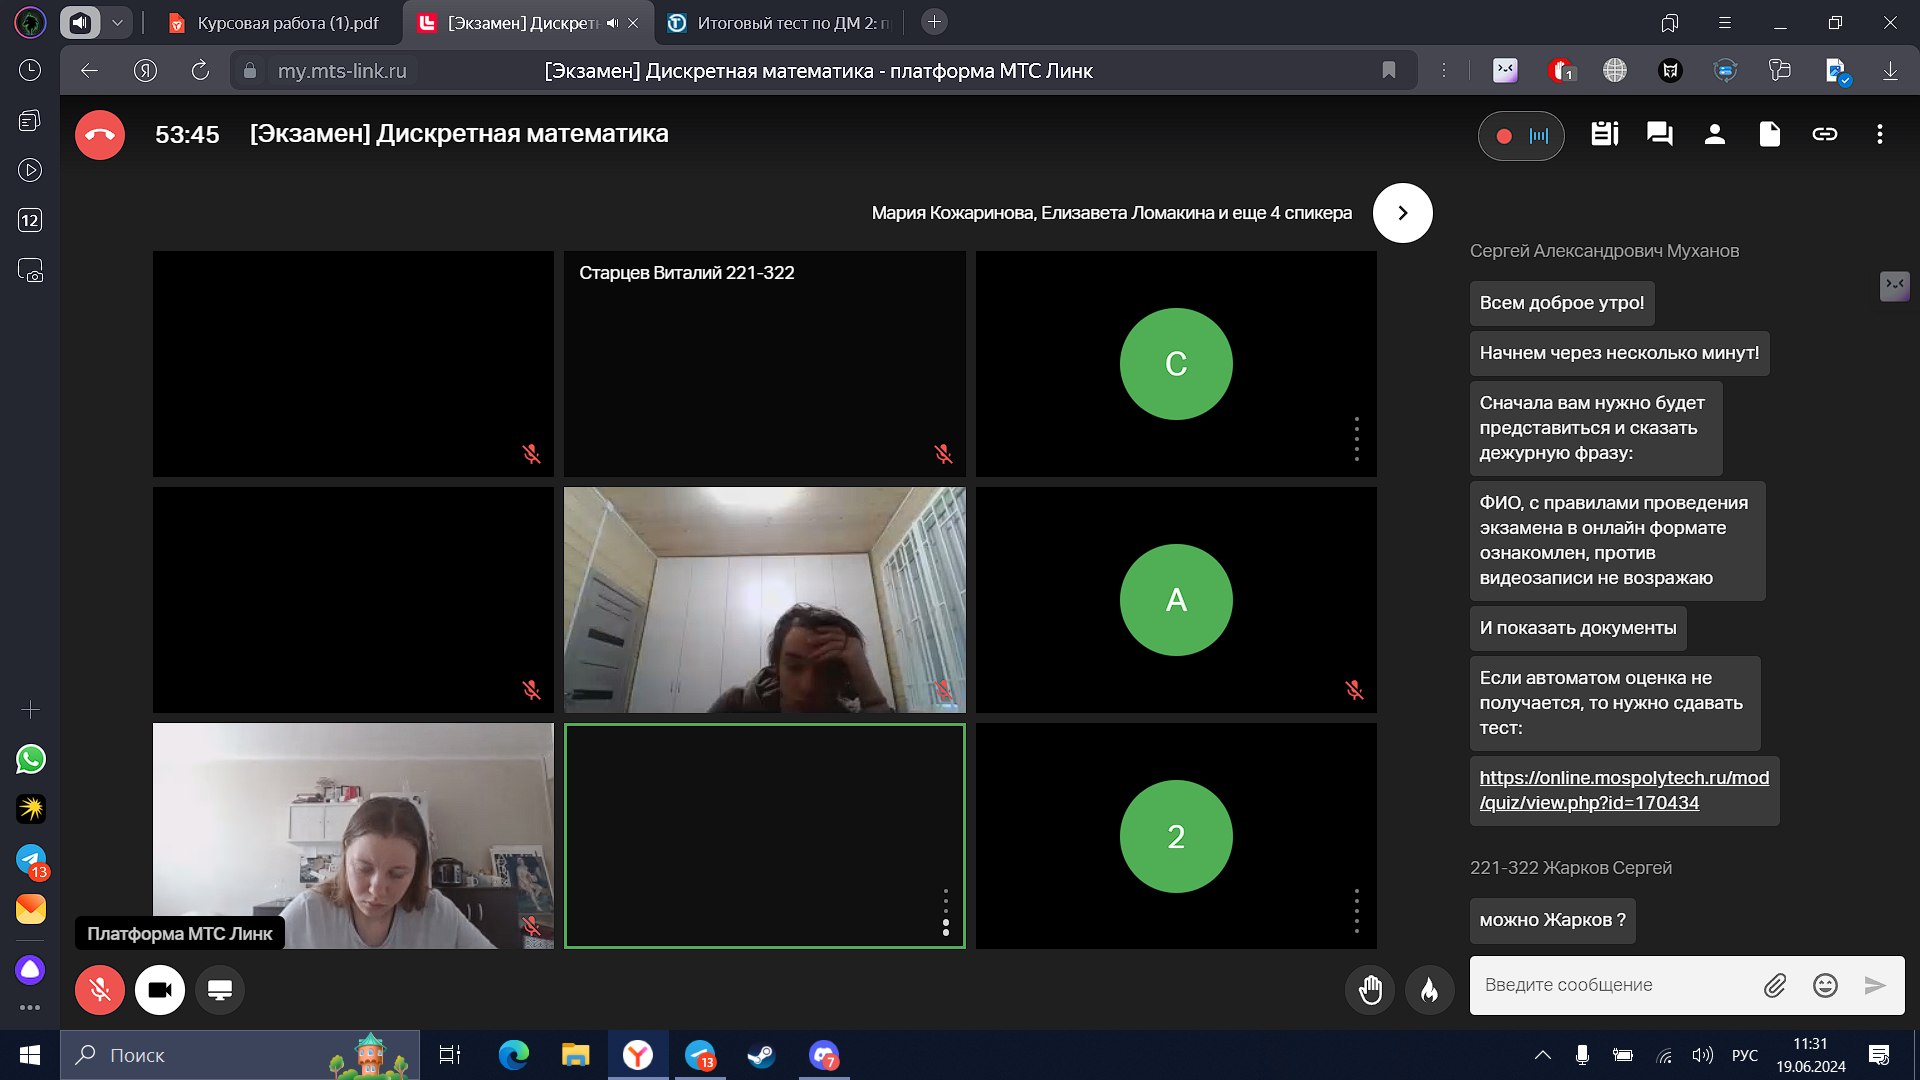 Курсовая работа (1).pdf
[Экзамен] Дискретн
Итоговый тест по ДМ 2: п
my.mts-link.ru
[Экзамен] Дискретная математика - платформа МТС Линк
1
12
53:45
[Экзамен] Дискретная математика
Мария Кожаринова, Елизавета Ломакина и еще 4 спикера
Старцев Виталий 221-322
С
А
2
Платформа МТС Линк
Сергей Александрович Муханов
Всем доброе утро!
Начнем через несколько минут!
Сначала вам нужно будет
представиться и сказать
дежурную фразу:
ФИО, с правилами проведения
экзамена в онлайн формате
ознакомлен, против
видеозаписи не возражаю
И показать документы
Если автоматом оценка не
получается, то нужно сдавать
тест:
https://online.mospolytech.ru/mod
/quiz/view.php?id=170434
221-322 Жарков Сергей
можно Жарков ?
Введите сообщение
13
Поиск
13
7
РУС
11:31
19.06.2024